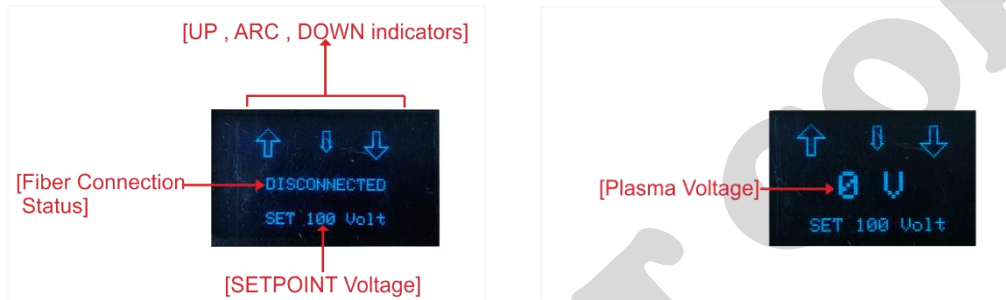 [UP , ARC , DOWN indicators]
[Fiber Connection
Status]
DISCONNECTED
SET 100 Volt
[SETPOINT Voltage]
[Plasma Voltage]
0 V
SET 100 Volt